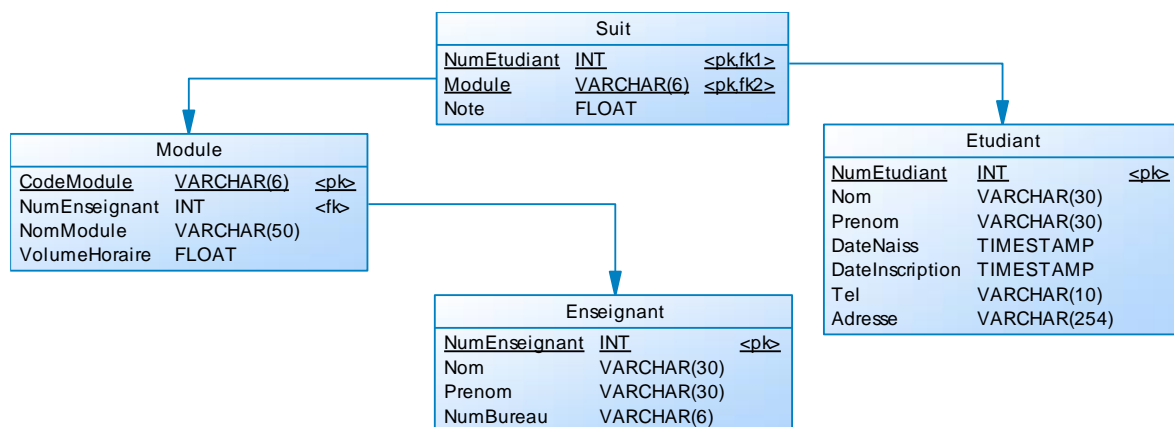 Suit
NumEtudiant INT <pk,fk1>
Module VARCHAR(6) <pk,fk2>
Note FLOAT
Module
CodeModule VARCHAR(6) <pk>
NumEnseignant INT <fk>
NomModule VARCHAR(50)
VolumeHoraire FLOAT
Etudiant
NumEtudiant INT <pk>
Nom VARCHAR(30)
Prenom VARCHAR(30)
DateNaiss TIMESTAMP
DateInscription TIMESTAMP
Tel VARCHAR(10)
Adresse VARCHAR(254)
Enseignant
NumEnseignant INT <pk>
Nom VARCHAR(30)
Prenom VARCHAR(30)
NumBureau VARCHAR(6)